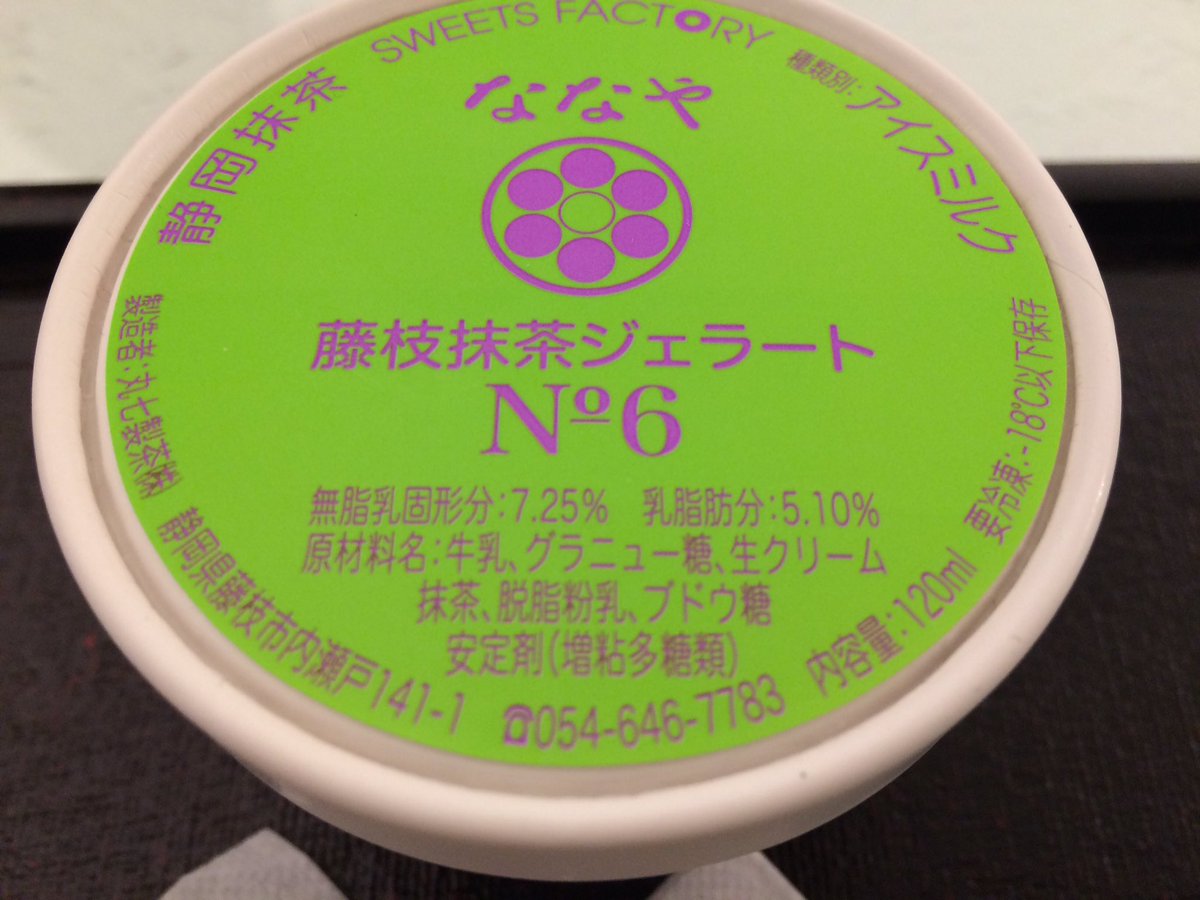 SWEETS FACTORY
静岡抹茶
ななや
種類別:アイスミルク
藤枝抹茶ジェラート
Nº6
無脂乳固形分:7.25% 乳脂肪分:5.10%
原材料名:牛乳、グラニュー糖、生クリーム
抹茶、脱脂粉乳、ブドウ糖
安定剤(増粘多糖類)
製造者:丸七製茶㈱ 静岡県藤枝市内瀬戸141-1 ☎054-646-7783
内容量:120ml
要冷凍:-18℃以下保存